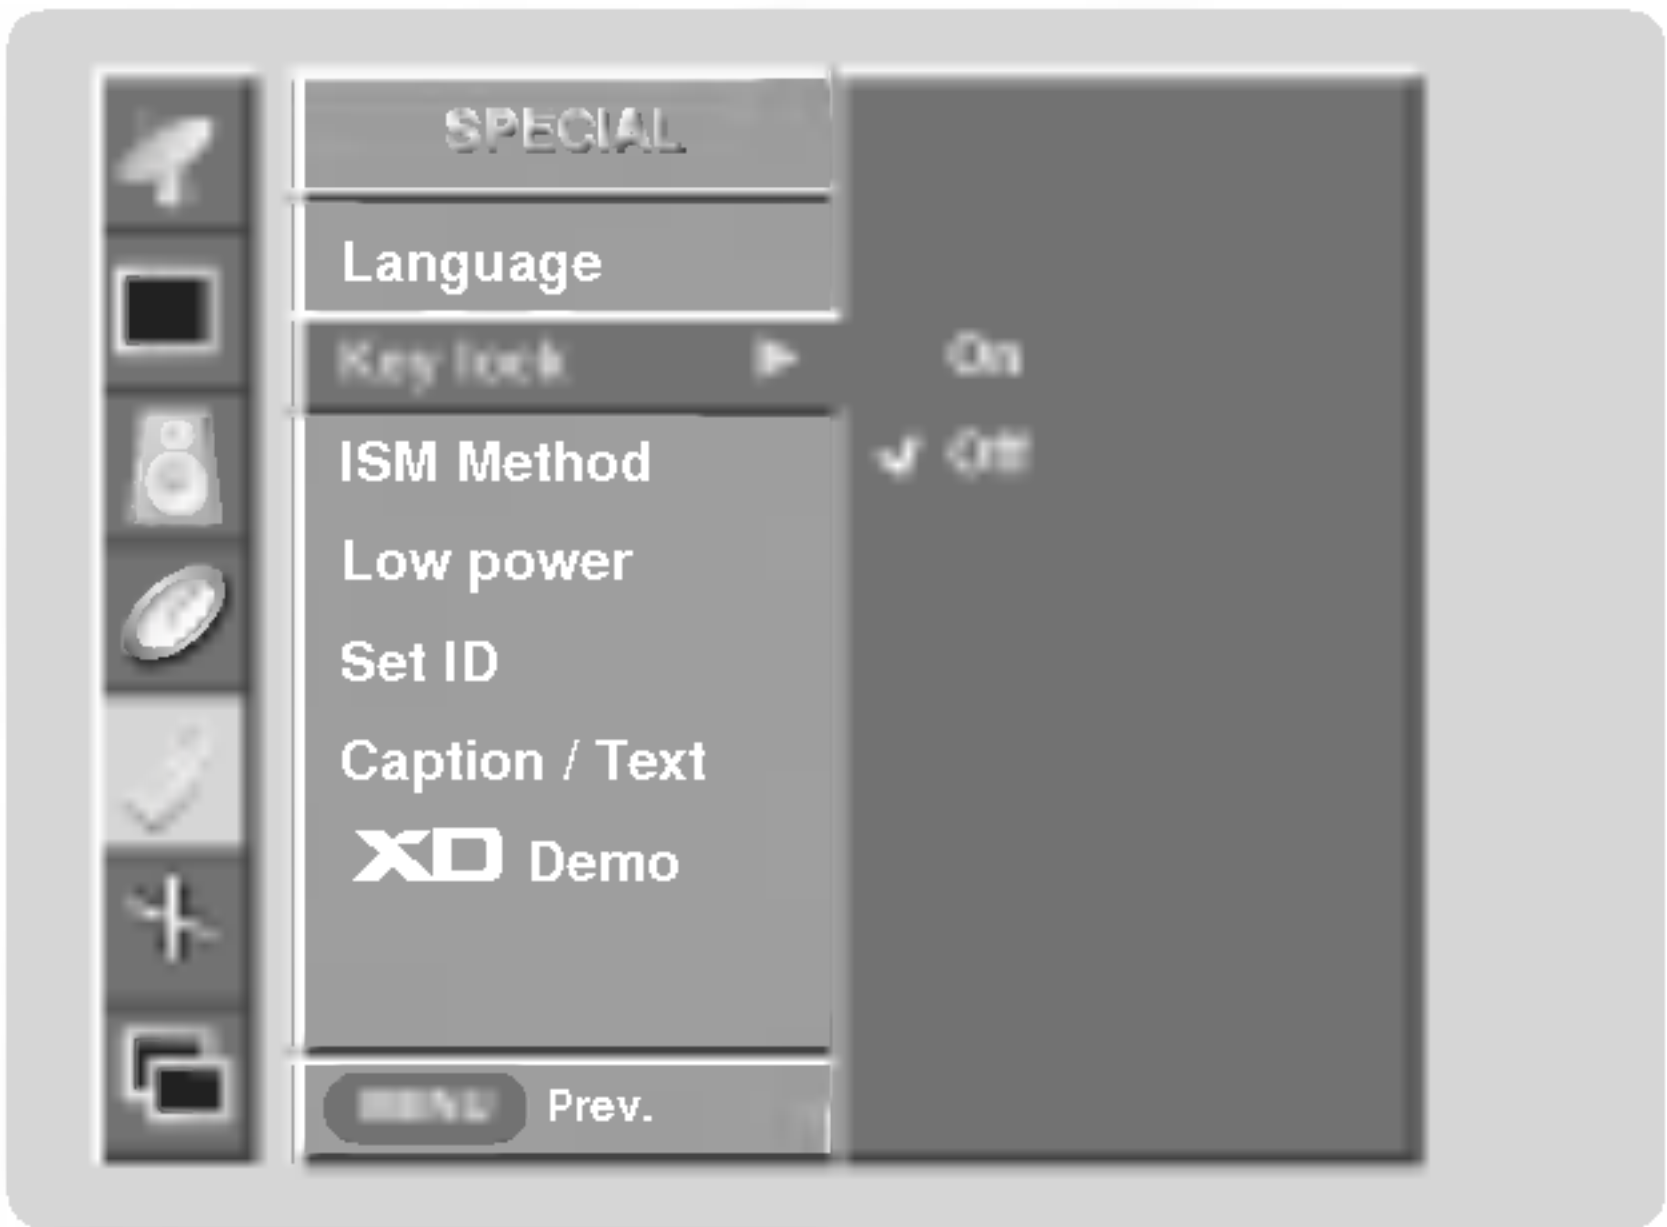 SPECIAL
Language
Key lock ▶ On
ISM Method ✔ Off
Low power
Set ID
Caption / Text
XD Demo
MENU Prev.